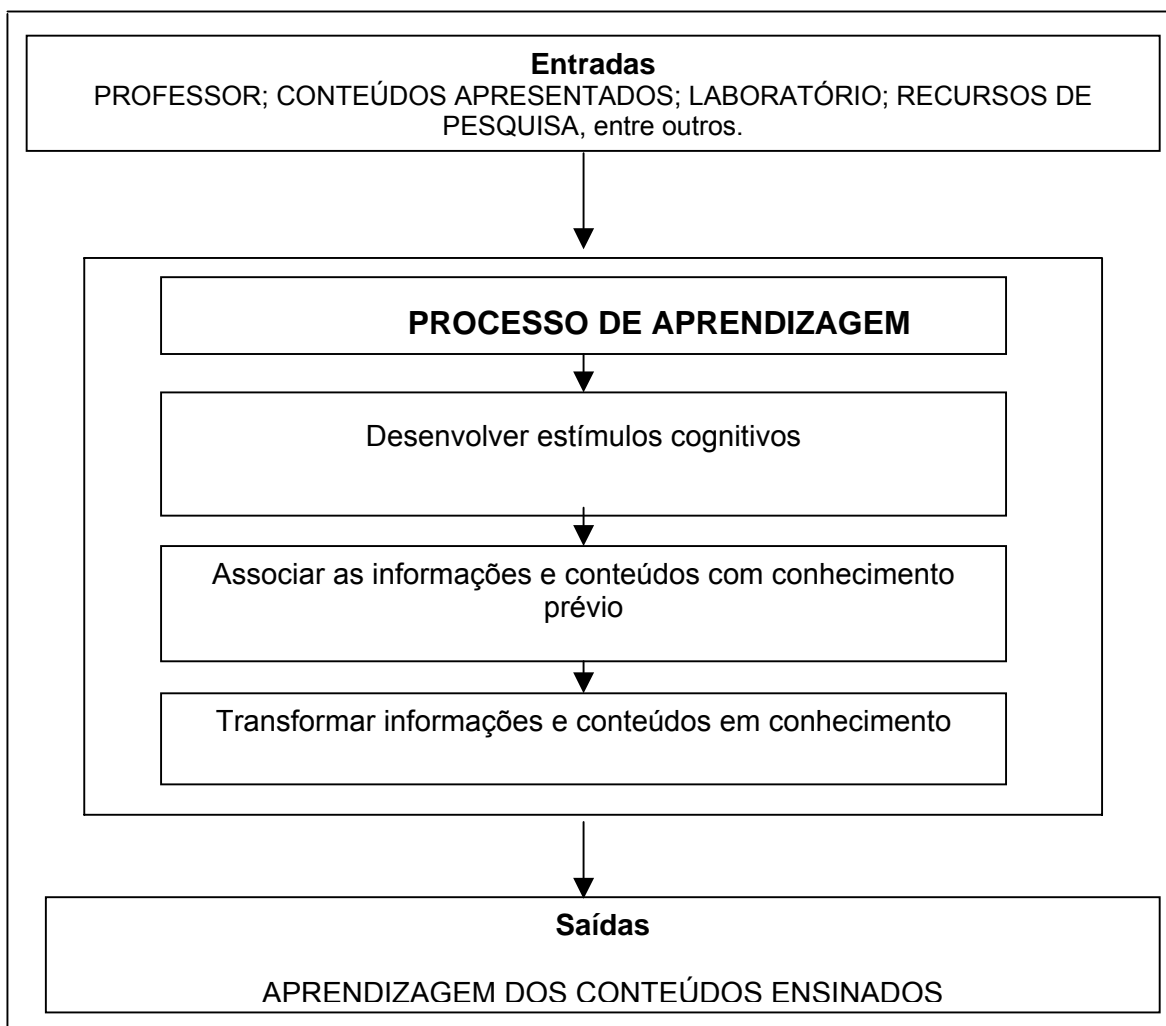 Entradas
PROFESSOR; CONTEÚDOS APRESENTADOS; LABORATÓRIO; RECURSOS DE
PESQUISA, entre outros.
PROCESSO DE APRENDIZAGEM
Desenvolver estímulos cognitivos
Associar as informações e conteúdos com conhecimento
prévio
Transformar informações e conteúdos em conhecimento
Saídas
APRENDIZAGEM DOS CONTEÚDOS ENSINADOS